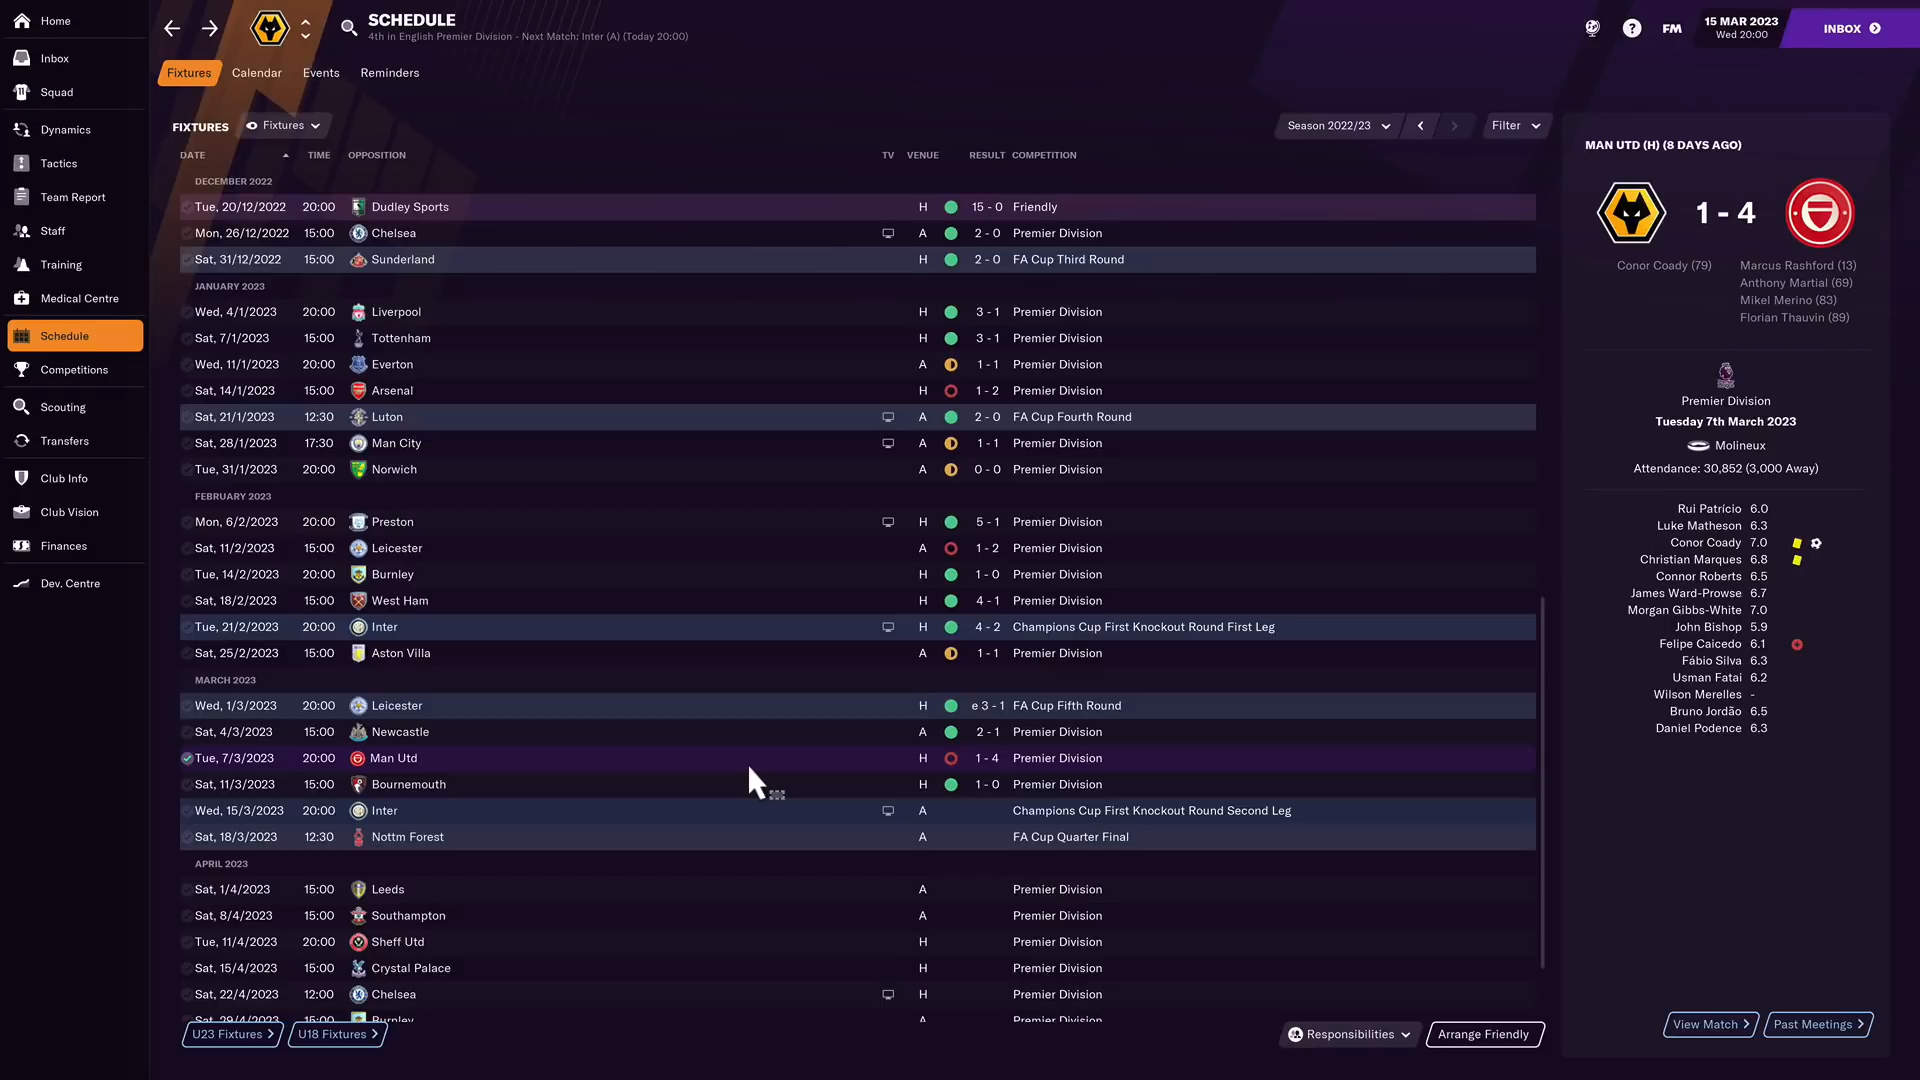 Home
Inbox
Squad
Dynamics
Tactics
Team Report
Staff
Training
Medical Centre
Schedule
Competitions
Scouting
Transfers
Club Info
Club Vision
Finances
Dev. Centre
SCHEDULE
4th in English Premier Division - Next Match: Inter (A) (Today 20:00)
FM
15 MAR 2023
Wed 20:00
INBOX
Fixtures Calendar Events Reminders
FIXTURES Fixtures Season 2022/23 Filter
DATE TIME OPPOSITION TV VENUE RESULT COMPETITION
DECEMBER 2022
Tue, 20/12/2022 20:00 Dudley Sports H 15 - 0 Friendly
Mon, 26/12/2022 15:00 Chelsea A 2 - 0 Premier Division
Sat, 31/12/2022 15:00 Sunderland H 2 - 0 FA Cup Third Round
JANUARY 2023
Wed, 4/1/2023 20:00 Liverpool H 3 - 1 Premier Division
Sat, 7/1/2023 15:00 Tottenham H 3 - 1 Premier Division
Wed, 11/1/2023 20:00 Everton A 1 - 1 Premier Division
Sat, 14/1/2023 15:00 Arsenal H 1 - 2 Premier Division
Sat, 21/1/2023 12:30 Luton A 2 - 0 FA Cup Fourth Round
Sat, 28/1/2023 17:30 Man City A 1 - 1 Premier Division
Tue, 31/1/2023 20:00 Norwich A 0 - 0 Premier Division
FEBRUARY 2023
Mon, 6/2/2023 20:00 Preston H 5 - 1 Premier Division
Sat, 11/2/2023 15:00 Leicester A 1 - 2 Premier Division
Tue, 14/2/2023 20:00 Burnley H 1 - 0 Premier Division
Sat, 18/2/2023 15:00 West Ham H 4 - 1 Premier Division
Tue, 21/2/2023 20:00 Inter H 4 - 2 Champions Cup First Knockout Round First Leg
Sat, 25/2/2023 15:00 Aston Villa A 1 - 1 Premier Division
MARCH 2023
Wed, 1/3/2023 20:00 Leicester H e 3 - 1 FA Cup Fifth Round
Sat, 4/3/2023 15:00 Newcastle A 2 - 1 Premier Division
Tue, 7/3/2023 20:00 Man Utd H 1 - 4 Premier Division
Sat, 11/3/2023 15:00 Bournemouth H 1 - 0 Premier Division
Wed, 15/3/2023 20:00 Inter A Champions Cup First Knockout Round Second Leg
Sat, 18/3/2023 12:30 Nottm Forest A FA Cup Quarter Final
APRIL 2023
Sat, 1/4/2023 15:00 Leeds A Premier Division
Sat, 8/4/2023 15:00 Southampton A Premier Division
Tue, 11/4/2023 20:00 Sheff Utd H Premier Division
Sat, 15/4/2023 15:00 Crystal Palace H Premier Division
Sat, 22/4/2023 12:00 Chelsea H Premier Division
Sat, 29/4/2023 15:00 Burnley A Premier Division
U23 Fixtures U18 Fixtures Responsibilities Arrange Friendly
MAN UTD (H) (8 DAYS AGO)
1 - 4
Conor Coady (79)
Marcus Rashford (13)
Anthony Martial (69)
Mikel Merino (83)
Florian Thauvin (89)
Premier Division
Tuesday 7th March 2023
Molineux
Attendance: 30,852 (3,000 Away)
Rui Patrício 6.0
Luke Matheson 6.3
Conor Coady 7.0
Christian Marques 6.8
Connor Roberts 6.5
James Ward-Prowse 6.7
Morgan Gibbs-White 7.0
John Bishop 5.9
Felipe Caicedo 6.1
Fábio Silva 6.3
Usman Fatai 6.2
Wilson Merelles -
Bruno Jordão 6.5
Daniel Podence 6.3
View Match Past Meetings